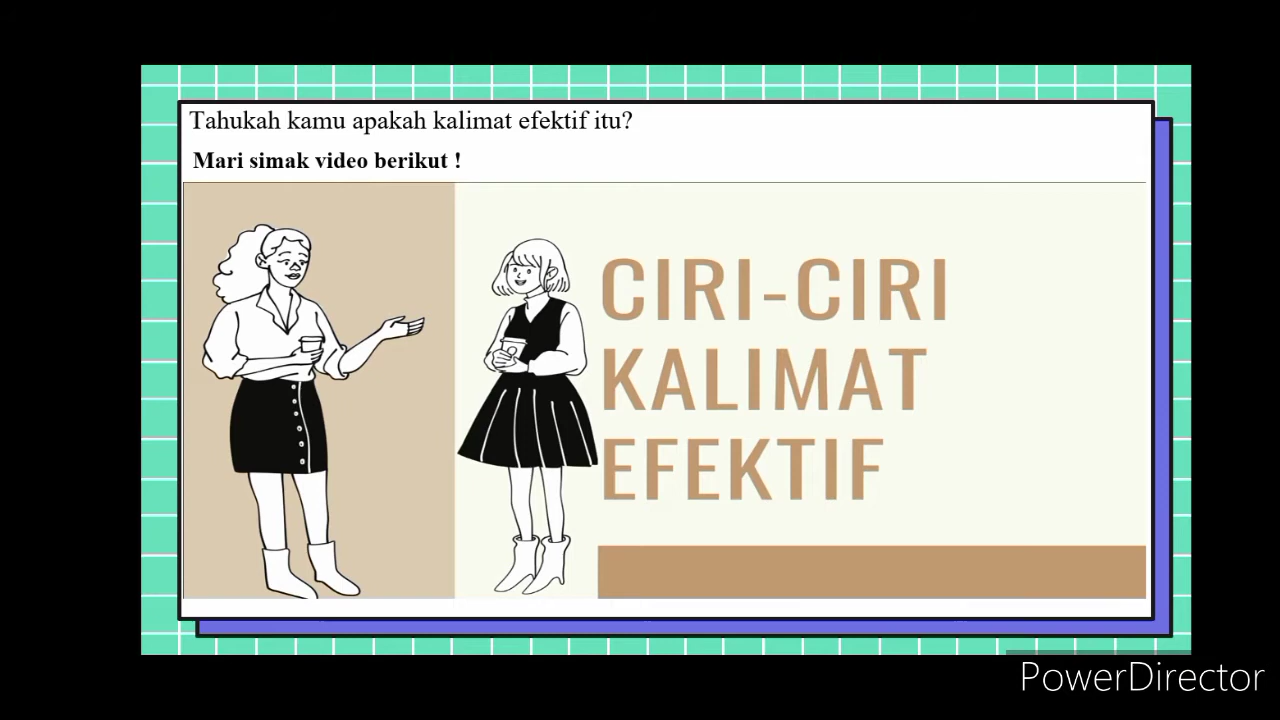 Tahukah kamu apakah kalimat efektif itu?
Mari simak video berikut !
CIRI-CIRI
KALIMAT
EFEKTIF
PowerDirector